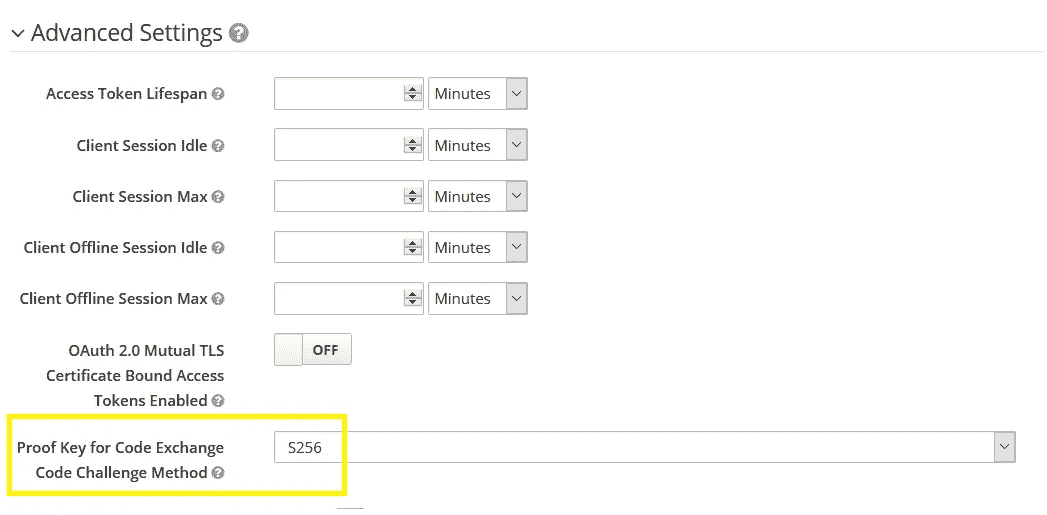 Advanced Settings
Access Token Lifespan Minutes
Client Session Idle Minutes
Client Session Max Minutes
Client Offline Session Idle Minutes
Client Offline Session Max Minutes
OAuth 2.0 Mutual TLS OFF
Certificate Bound Access
Tokens Enabled
Proof Key for Code Exchange S256
Code Challenge Method